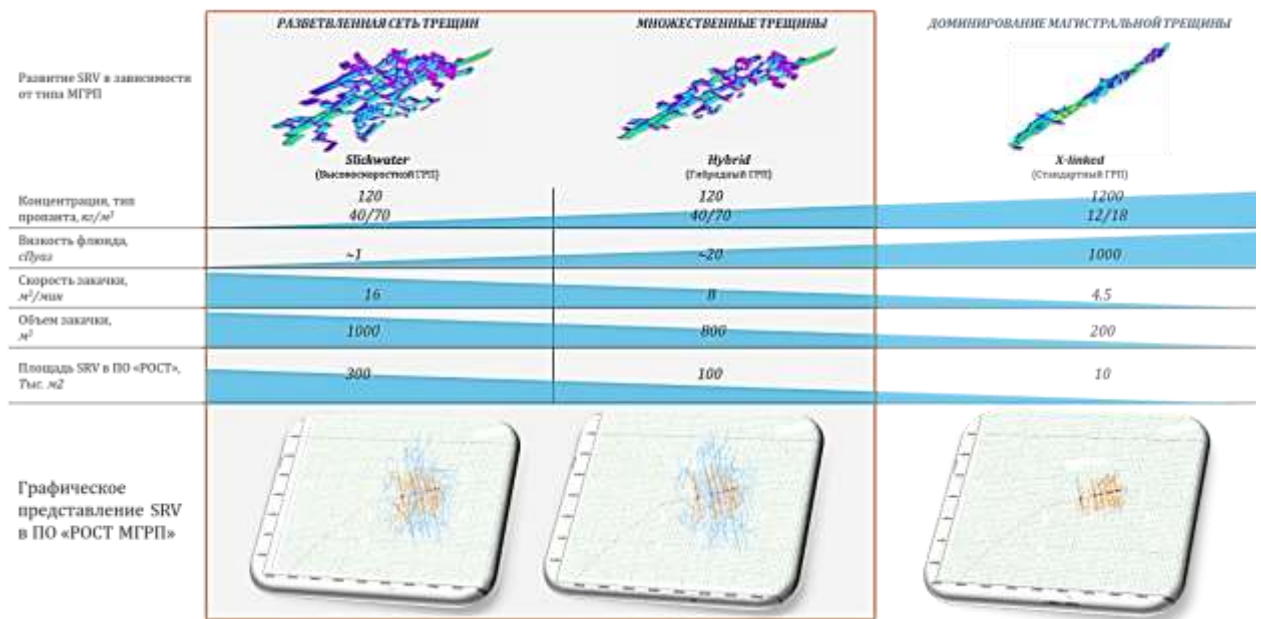 РАЗВЕТВЛЕННАЯ СЕТЬ ТРЕЩИН
МНОЖЕСТВЕННЫЕ ТРЕЩИНЫ
ДОМИНИРОВАНИЕ МАГИСТРАЛЬНОЙ ТРЕЩИНЫ
Развитие SRV в зависимости
от типа МГРП
Slickwater
(Высокоскоростной ГРП)
Hybrid
(Гибридный ГРП)
X-linked
(Стандартный ГРП)
Концентрация, тип
пропанта, кг/м³
120
40/70
120
40/70
1200
12/18
Вязкость флюида,
сПуаз
~1
~20
1000
Скорость закачки,
м³/мин
16
8
4.5
Объем закачки,
м³
1000
800
200
Площадь SRV в ПО «РОСТ»,
Тыс. м2
300
100
10
Графическое
представление SRV
в ПО «РОСТ МГРП»